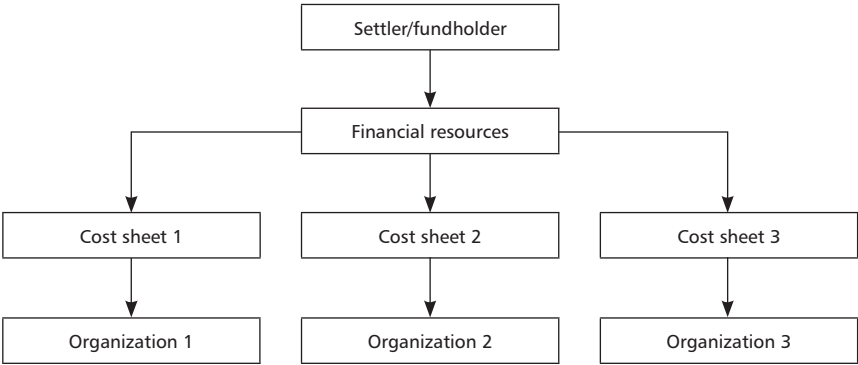 Settler/fundholder
Financial resources
Cost sheet 1
Cost sheet 2
Cost sheet 3
Organization 1
Organization 2
Organization 3